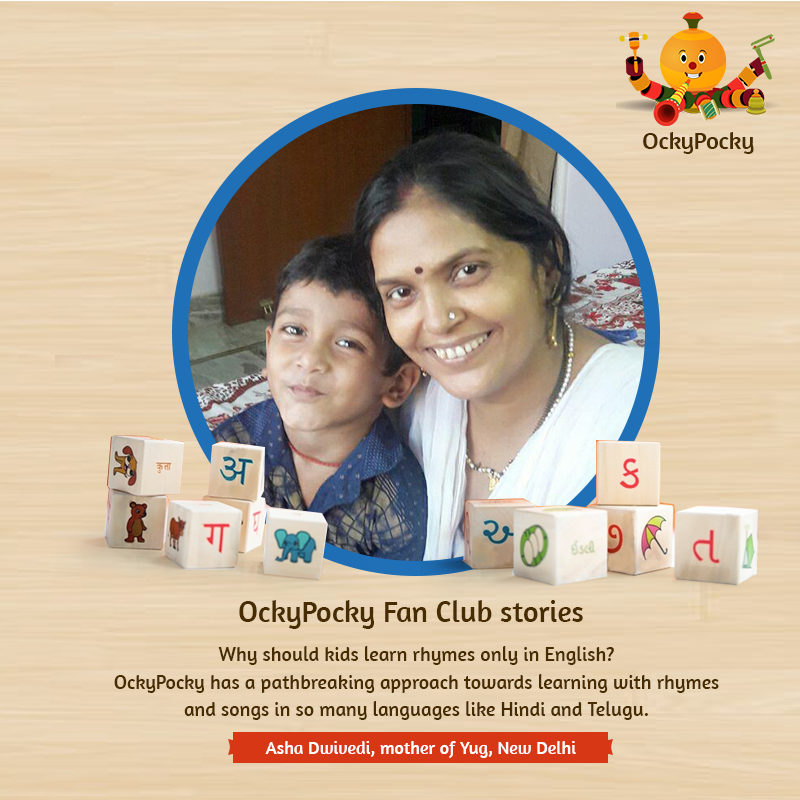 OckyPocky
कुत्ता
अ
ग
घ
ક
અ
ઈડલી
ત
OckyPocky Fan Club stories
Why should kids learn rhymes only in English?
OckyPocky has a pathbreaking approach towards learning with rhymes
and songs in so many languages like Hindi and Telugu.
Asha Dwivedi, mother of Yug, New Delhi